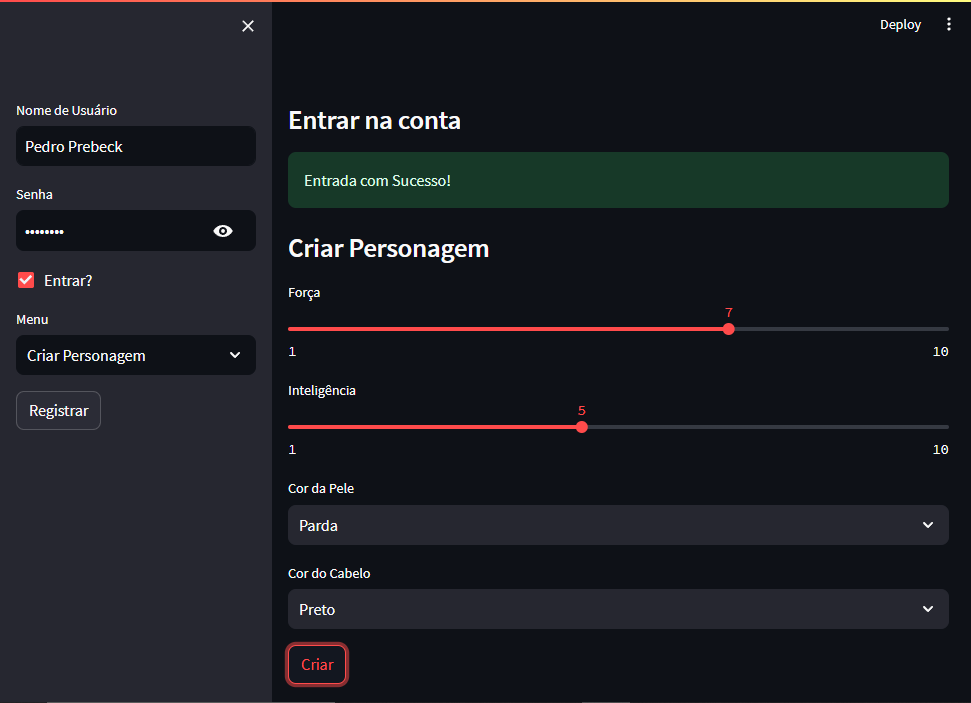 Deploy
Nome de Usuário
Pedro Prebeck
Senha
••••••••
Entrar?
Menu
Criar Personagem
Registrar
Entrar na conta
Entrada com Sucesso!
Criar Personagem
Força
7
1 10
Inteligência
5
1 10
Cor da Pele
Parda
Cor do Cabelo
Preto
Criar